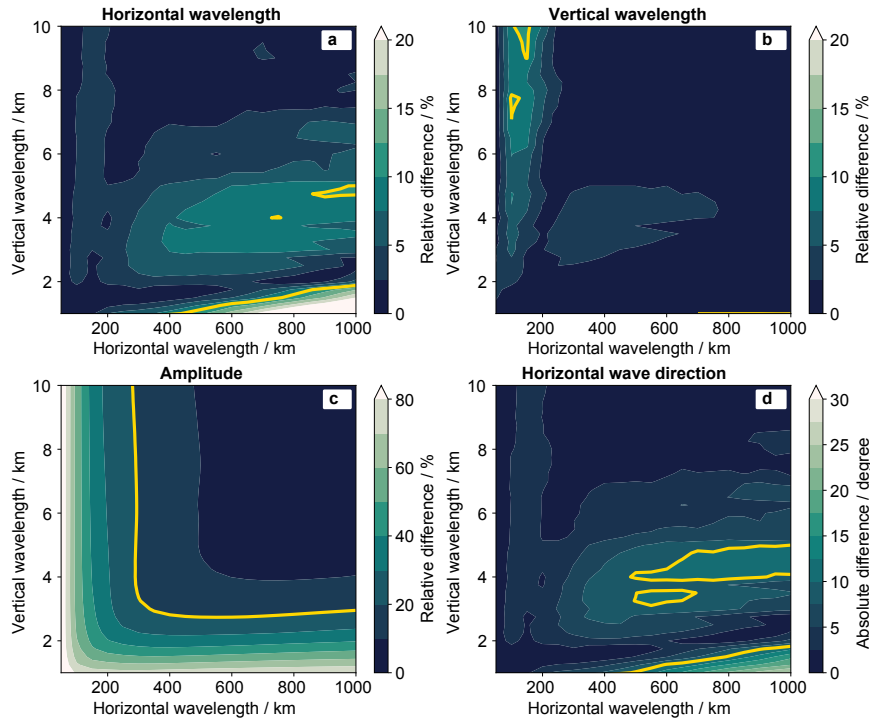 Horizontal wavelength
a
10
8
6
4
2
Vertical wavelength / km
200 400 600 800 1000
Horizontal wavelength / km
20
15
10
5
0
Relative difference / %
Vertical wavelength
b
10
8
6
4
2
Vertical wavelength / km
200 400 600 800 1000
Horizontal wavelength / km
20
15
10
5
0
Relative difference / %
Amplitude
c
10
8
6
4
2
Vertical wavelength / km
200 400 600 800 1000
Horizontal wavelength / km
80
60
40
20
0
Relative difference / %
Horizontal wave direction
d
10
8
6
4
2
Vertical wavelength / km
200 400 600 800 1000
Horizontal wavelength / km
30
25
20
15
10
5
0
Absolute difference / degree